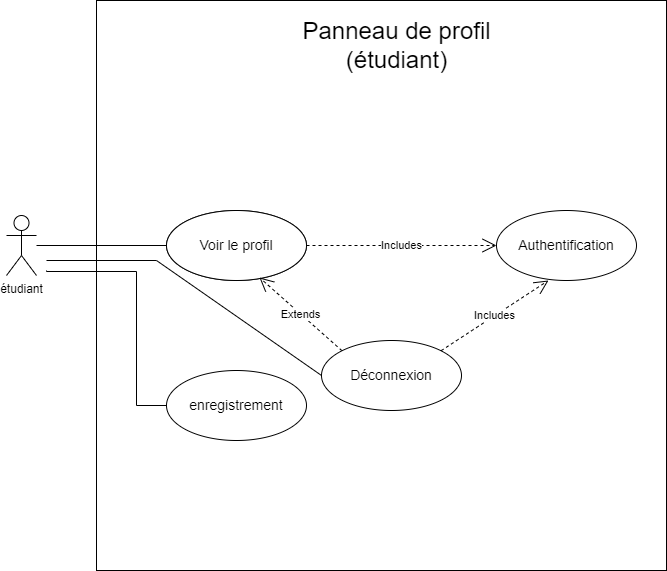 Panneau de profil
(étudiant)
Voir le profil
Includes
Authentification
étudiant
Extends
Includes
Déconnexion
enregistrement